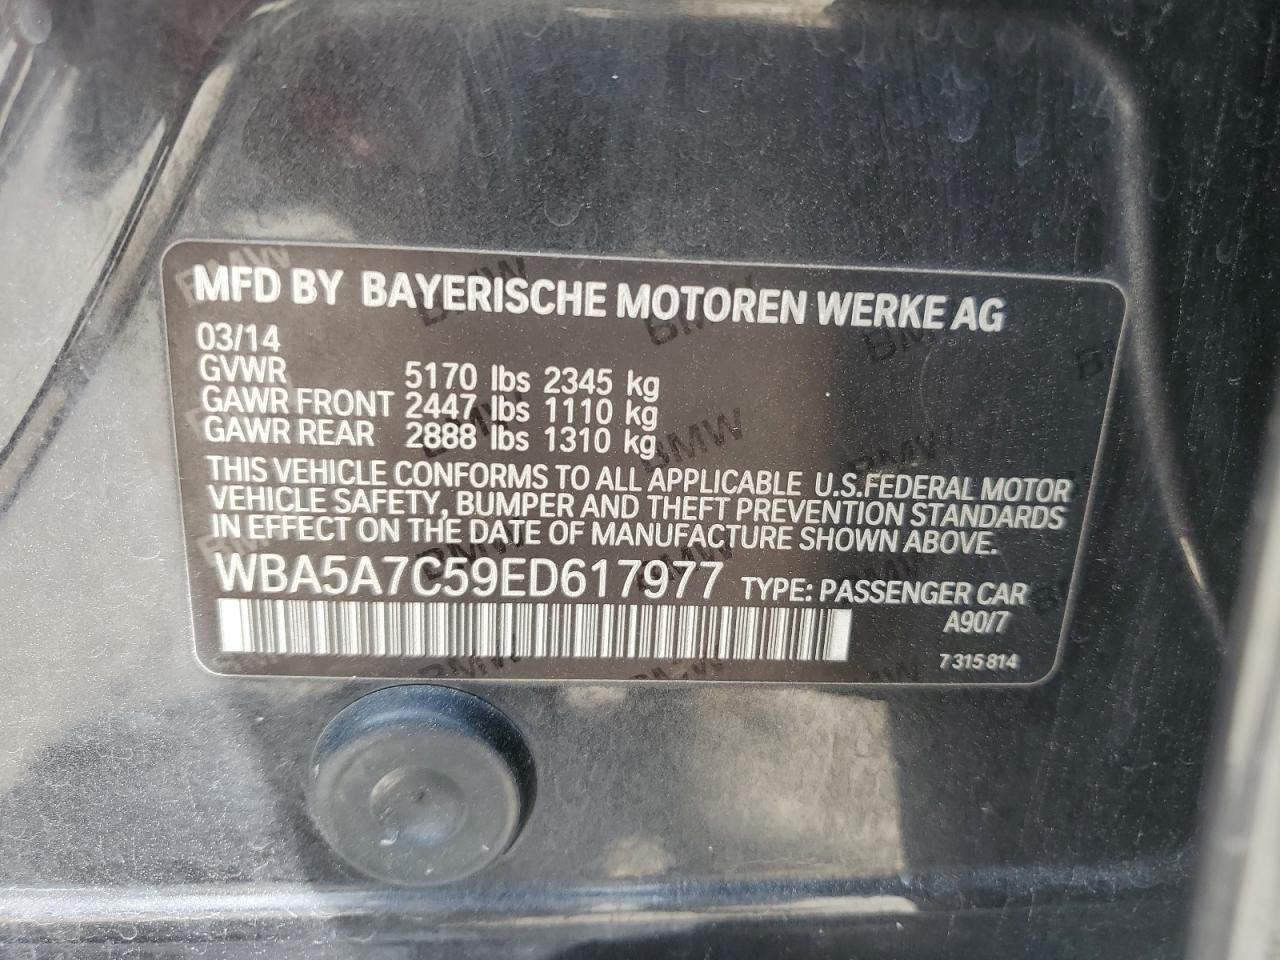 MFD BY BAYERISCHE MOTOREN WERKE AG
03/14
GVWR 5170 lbs 2345 kg
GAWR FRONT 2447 lbs 1110 kg
GAWR REAR 2888 lbs 1310 kg
THIS VEHICLE CONFORMS TO ALL APPLICABLE U.S.FEDERAL MOTOR
VEHICLE SAFETY, BUMPER AND THEFT PREVENTION STANDARDS
IN EFFECT ON THE DATE OF MANUFACTURE SHOWN ABOVE.
WBA5A7C59ED617977 TYPE: PASSENGER CAR
A90/7
7 315 814